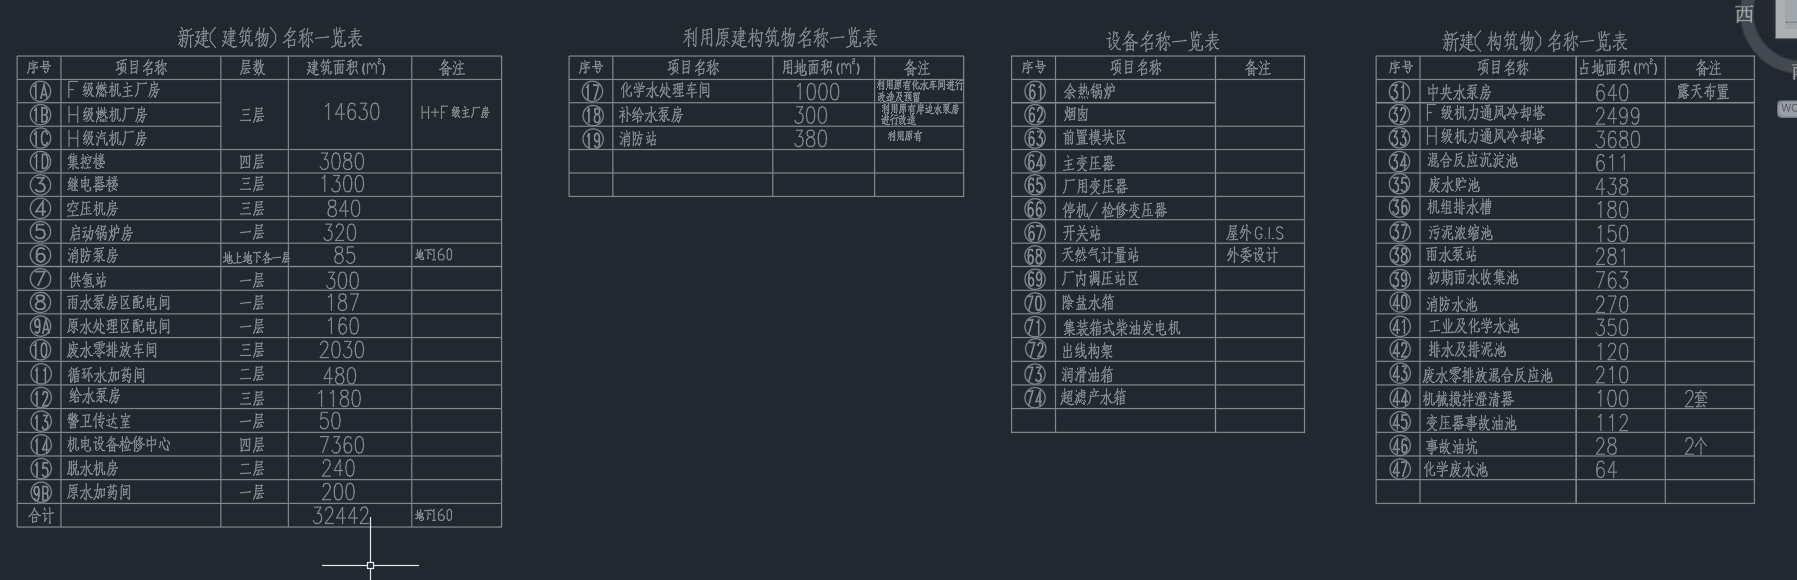 新建(建筑物)名称一览表
序号 项目名称 层数 建筑面积(m²) 备注
1A F 级燃机主厂房
1B H级燃机厂房 三层 14630 H+F 级主厂房
1C H级汽机厂房
1D 集控楼 四层 3080
3 继电器楼 三层 1300
4 空压机房 三层 840
5 启动锅炉房 一层 320
6 消防泵房 地上地下各一层 85 地下160
7 供氢站 一层 300
8 雨水泵房区配电间 一层 187
9A 原水处理区配电间 一层 160
10 废水零排放车间 三层 2030
11 循环水加药间 二层 480
12 给水泵房 三层 1180
13 警卫传达室 一层 50
14 机电设备检修中心 四层 7360
15 脱水机房 二层 240
9B 原水加药间 一层 200
合计 32442 地下160
利用原建构筑物名称一览表
序号 项目名称 用地面积(m²) 备注
17 化学水处理车间 1000 利用原有化水车间进行
改造及预留
18 补给水泵房 300 利用原有岸边水泵房
进行改造
19 消防站 380 利用原有
设备名称一览表
序号 项目名称 备注
61 余热锅炉
62 烟囱
63 前置模块区
64 主变压器
65 厂用变压器
66 停机/检修变压器
67 开关站 屋外G.I.S
68 天然气计量站 外委设计
69 厂内调压站区
70 除盐水箱
71 集装箱式柴油发电机
72 出线构架
73 润滑油箱
74 超滤产水箱
新建(构筑物)名称一览表
序号 项目名称 占地面积(m²) 备注
31 中央水泵房 640 露天布置
32 F 级机力通风冷却塔 2499
33 H级机力通风冷却塔 3680
34 混合反应沉淀池 611
35 废水贮池 438
36 机组排水槽 180
37 污泥浓缩池 150
38 雨水泵站 281
39 初期雨水收集池 763
40 消防水池 270
41 工业及化学水池 350
42 排水及排泥池 120
43 废水零排放混合反应池 210
44 机械搅拌澄清器 100 2套
45 变压器事故油池 112
46 事故油坑 28 2个
47 化学废水池 64
西